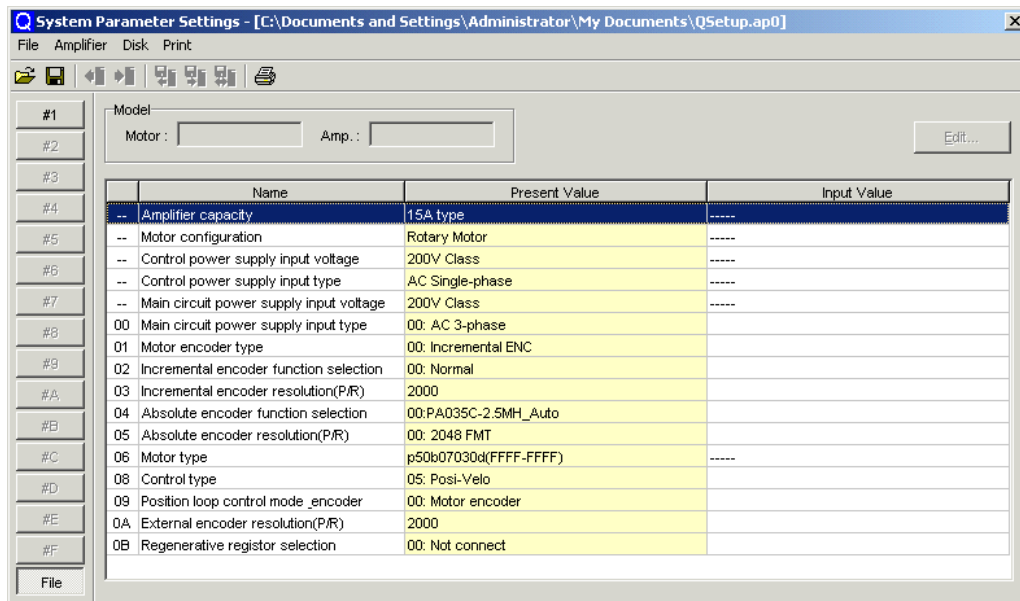 System Parameter Settings - [C:\Documents and Settings\Administrator\My Documents\QSetup.ap0]
File Amplifier Disk Print
#1
#2
#3
#4
#5
#6
#7
#8
#9
#A
#B
#C
#D
#E
#F
File
Model
Motor : Amp. :
Edit...
Name Present Value Input Value
-- Amplifier capacity 15A type -----
-- Motor configuration Rotary Motor -----
-- Control power supply input voltage 200V Class -----
-- Control power supply input type AC Single-phase -----
-- Main circuit power supply input voltage 200V Class -----
00 Main circuit power supply input type 00: AC 3-phase
01 Motor encoder type 00: Incremental ENC
02 Incremental encoder function selection 00: Normal
03 Incremental encoder resolution(P/R) 2000
04 Absolute encoder function selection 00:PA035C-2.5MH_Auto
05 Absolute encoder resolution(P/R) 00: 2048 FMT
06 Motor type p50b07030d(FFFF-FFFF) -----
08 Control type 05: Posi-Velo
09 Position loop control mode _encoder 00: Motor encoder
0A External encoder resolution(P/R) 2000
0B Regenerative registor selection 00: Not connect